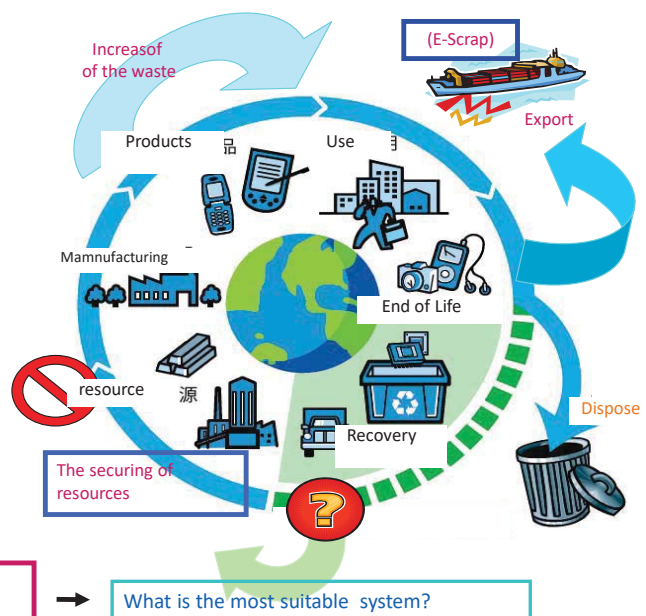 Increasof
of the waste
(E-Scrap)
Export
Products 品
Use
Mamnufacturing
End of Life
resource 源
Recovery
Dispose
The securing of
resources
?
What is the most suitable system?